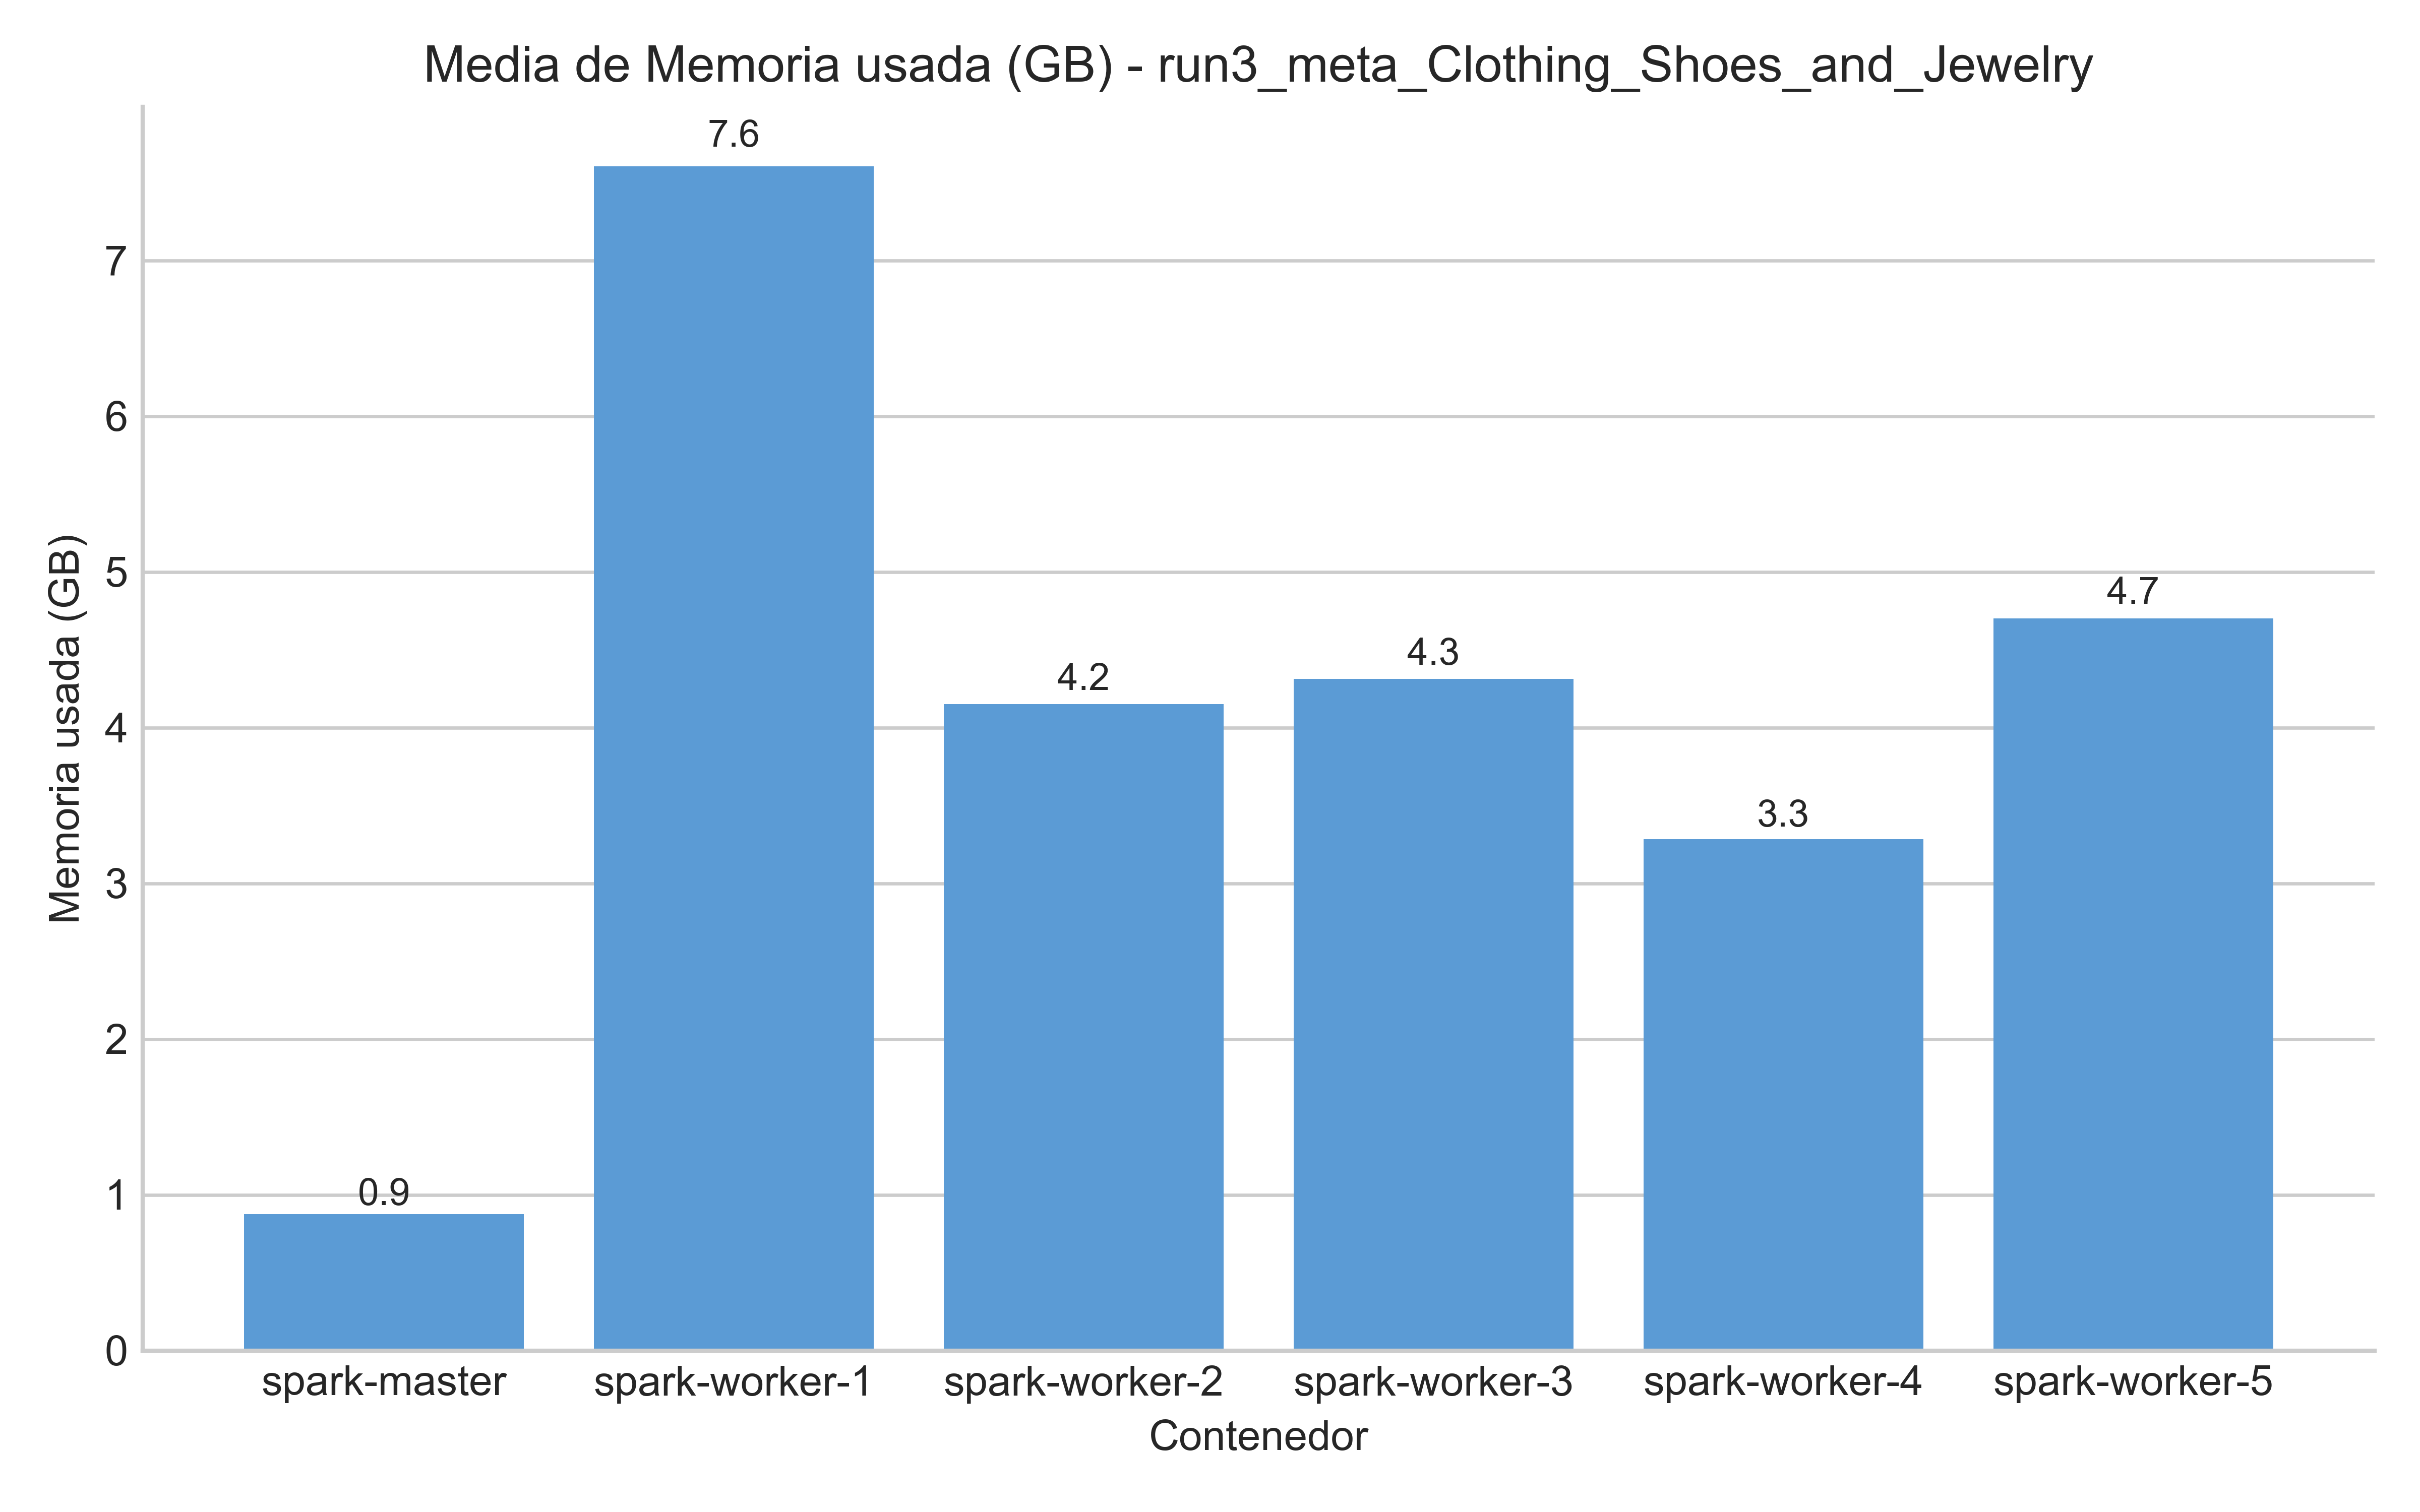 Media de Memoria usada (GB) - run3_meta_Clothing_Shoes_and_Jewelry
7.6
7
6
5
4.7
4.3
4.2
4
3.3
3
2
1
0.9
0
Memoria usada (GB)
spark-master
spark-worker-1
spark-worker-2
spark-worker-3
spark-worker-4
spark-worker-5
Contenedor